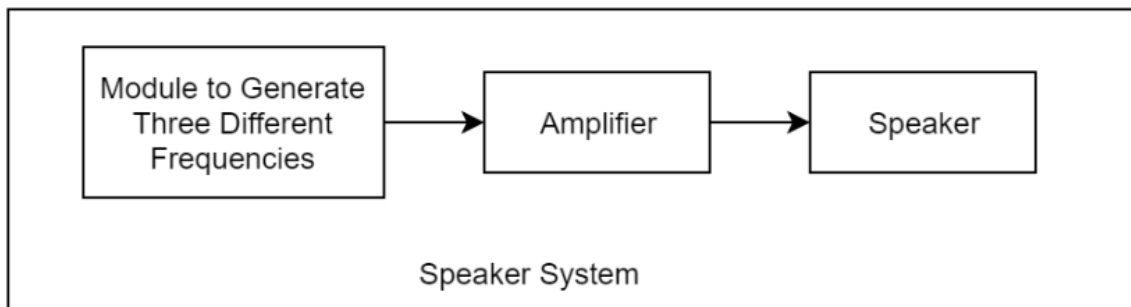 Module to Generate
Three Different
Frequencies
Amplifier
Speaker
Speaker System